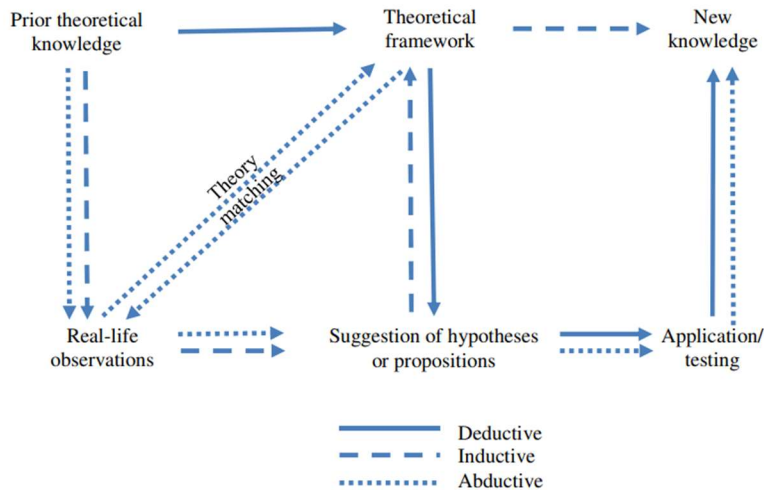 Prior theoretical
knowledge
Theoretical
framework
New
knowledge
Theory
matching
Real-life
observations
Suggestion of hypotheses
or propositions
Application/
testing
Deductive
Inductive
Abductive